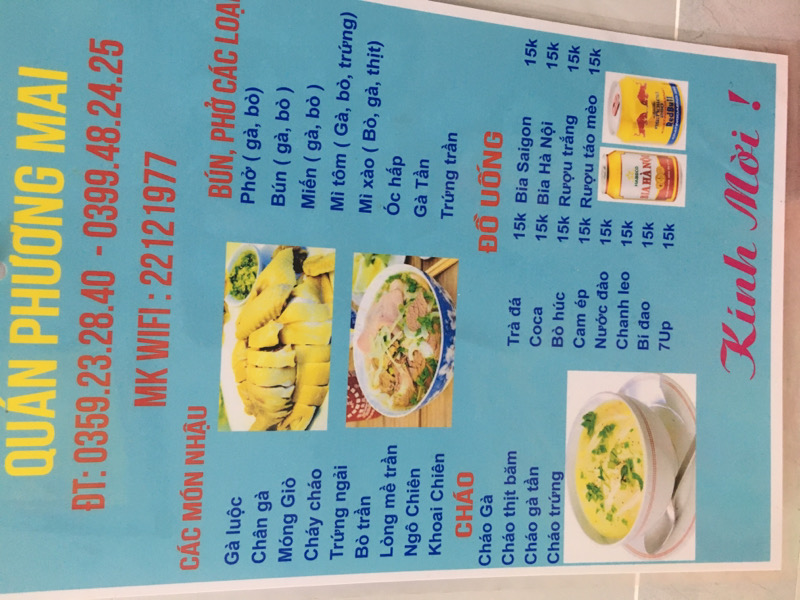 QUÁN PHƯƠNG MAI
ĐT: 0359.23.28.40 - 0399.48.24.25
MK WIFI : 22121977
CÁC MÓN NHẬU
Gà luộc
Chân gà
Móng Giò
Cháy cháo
Trứng ngải
Bò trần
Lòng mề trần
Ngô Chiên
Khoai Chiên
BÚN, PHỞ CÁC LOẠI
Phở ( gà, bò)
Bún ( gà, bò )
Miến ( gà, bò )
Mì tôm ( Gà, bò, trứng)
Mì xào ( Bò, gà, thịt)
Óc hấp
Gà Tần
Trứng trần
CHÁO
Cháo Gà
Cháo thịt băm
Cháo gà tần
Cháo trứng
ĐỒ UỐNG
Trà đá 15k
Coca 15k
Bò húc 15k
Cam ép 15k
Nước đào 15k
Chanh leo 15k
Bí đao 15k
7Up 15k
Bia Saigon 15k
Bia Hà Nội 15k
Rượu trắng 15k
Rượu táo mèo 15k
BIA HÀ NỘI
RedBull
Kính Mời !